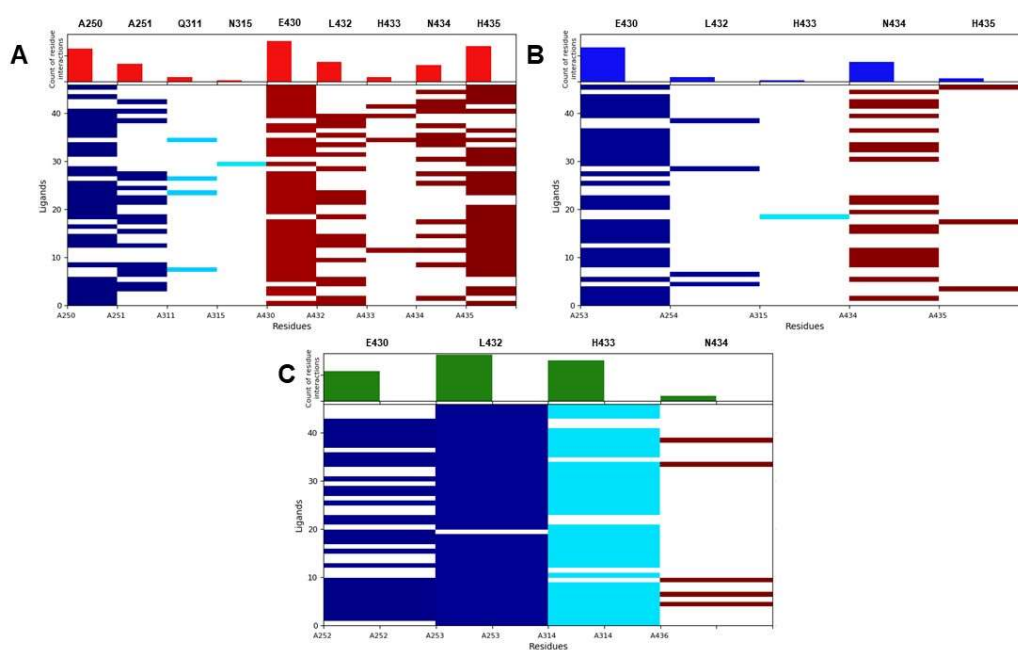 A250 A251 Q311 N315 E430 L432 H433 N434 H435
A
Count of residue
interactions
Ligands
40
30
20
10
0
A250 A251 A311 A315 A430 A432 A433 A434 A435
Residues
E430 L432 H433 N434 H435
B
Count of residue
interactions
Ligands
40
30
20
10
0
A253 A254 A315 A434 A435
Residues
E430 L432 H433 N434
C
Count of residue
interactions
Ligands
40
30
20
10
0
A252 A252 A253 A253 A314 A314 A436
Residues